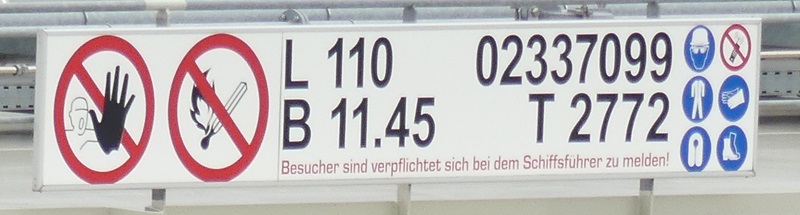 L 110 02337099
B 11.45 T 2772
Besucher sind verpflichtet sich bei dem Schiffsführer zu melden!